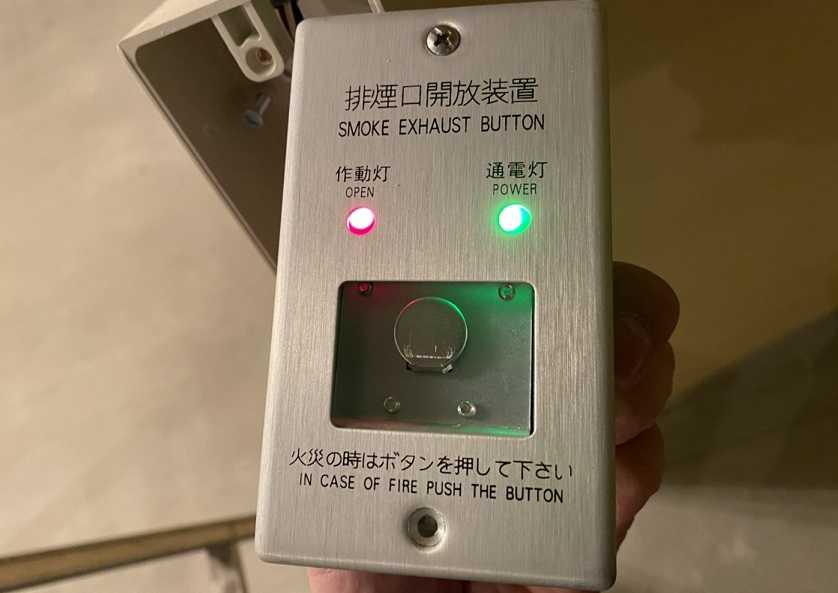 排煙口開放装置
SMOKE EXHAUST BUTTON
作動灯 通電灯
OPEN POWER
火災の時はボタンを押して下さい
IN CASE OF FIRE PUSH THE BUTTON